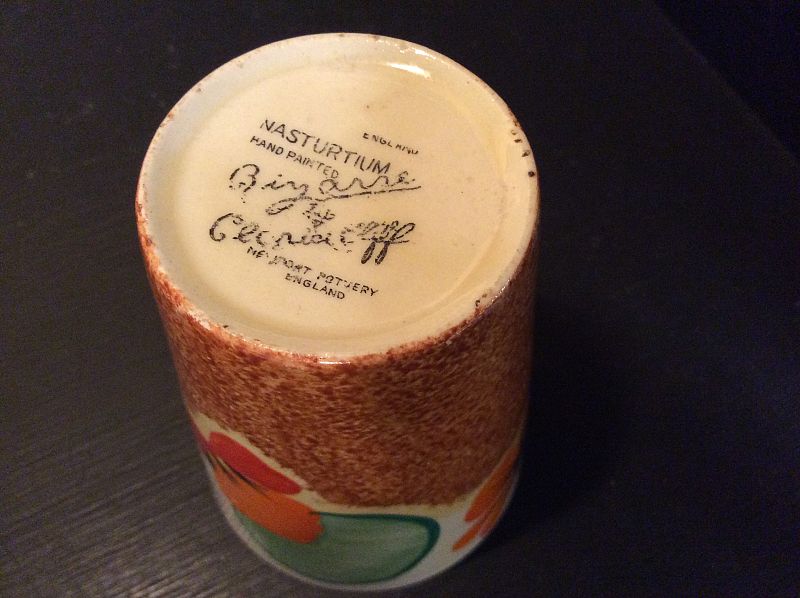 ENGLAND
NASTURTIUM
HAND PAINTED
Bizarre
by
Clarice Cliff
NEWPORT POTTERY
ENGLAND